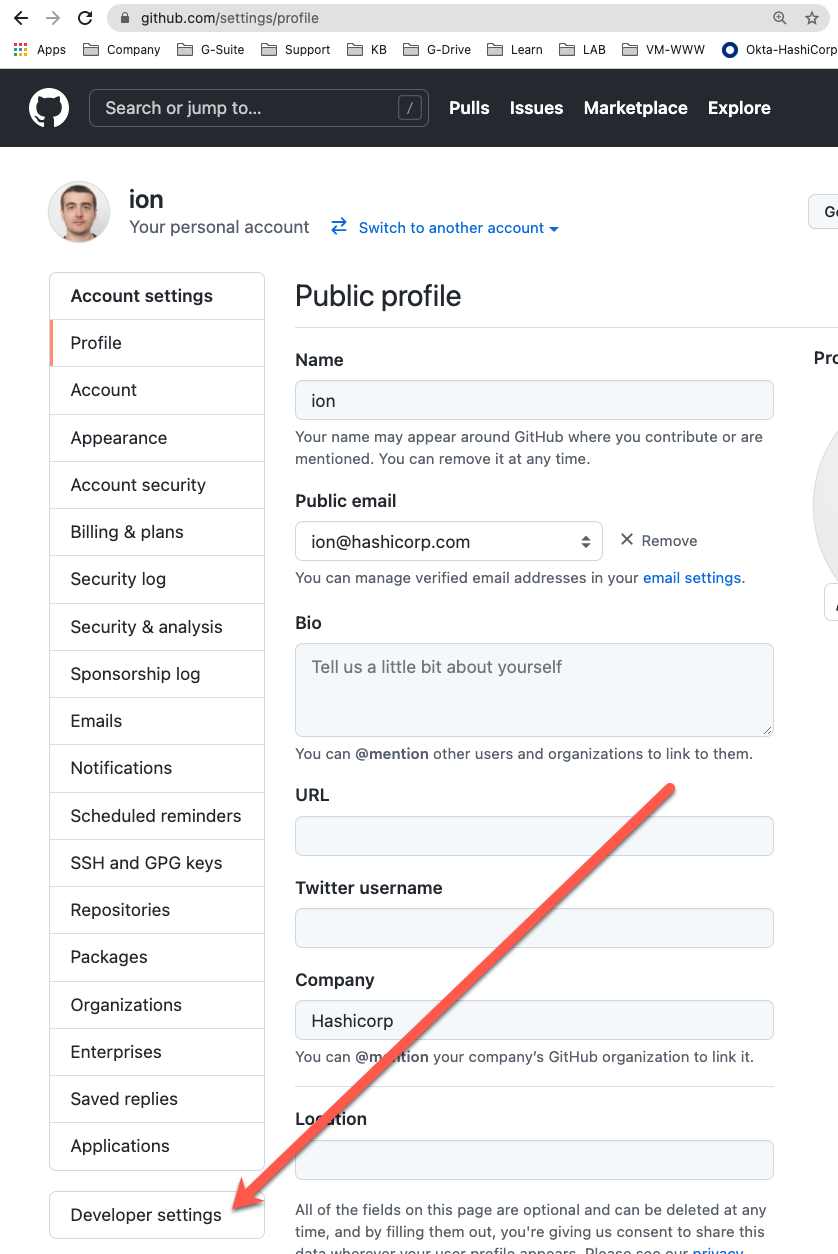 github.com/settings/profile
Apps Company G-Suite Support KB G-Drive Learn LAB VM-WWW Okta-HashiCorp
Search or jump to... / Pulls Issues Marketplace Explore
ion
Your personal account Switch to another account
Account settings
Profile
Account
Appearance
Account security
Billing & plans
Security log
Security & analysis
Sponsorship log
Emails
Notifications
Scheduled reminders
SSH and GPG keys
Repositories
Packages
Organizations
Enterprises
Saved replies
Applications
Developer settings
Public profile
Name
ion
Your name may appear around GitHub where you contribute or are
mentioned. You can remove it at any time.
Public email
ion@hashicorp.com Remove
You can manage verified email addresses in your email settings.
Bio
Tell us a little bit about yourself
You can @mention other users and organizations to link to them.
URL
Twitter username
Company
Hashicorp
You can @mention your company's GitHub organization to link it.
Location
All of the fields on this page are optional and can be deleted at any
time, and by filling them out, you're giving us consent to share this
data wherever your user profile appears. Please see our privacy